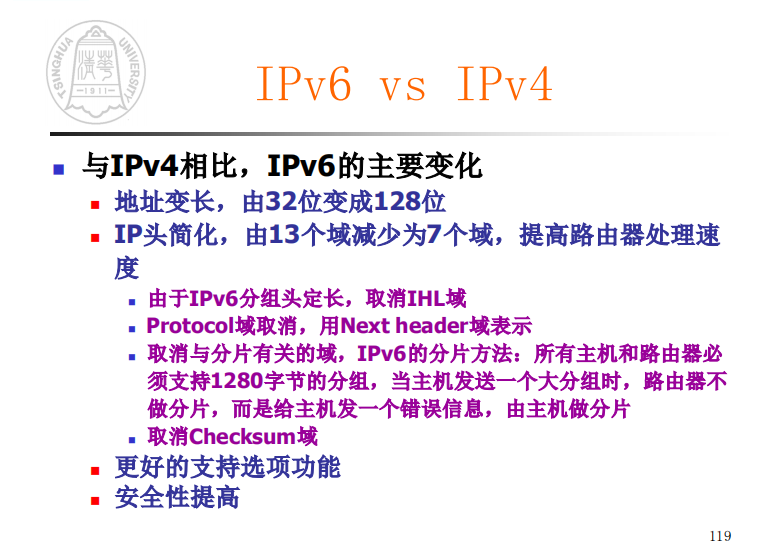 TSINGHUA UNIVERSITY
清華
1911
IPv6 vs IPv4
与IPv4相比，IPv6的主要变化
地址变长，由32位变成128位
IP头简化，由13个域减少为7个域，提高路由器处理速
度
由于IPv6分组头定长，取消IHL域
Protocol域取消，用Next header域表示
取消与分片有关的域，IPv6的分片方法：所有主机和路由器必
须支持1280字节的分组，当主机发送一个大分组时，路由器不
做分片，而是给主机发一个错误信息，由主机做分片
取消Checksum域
更好的支持选项功能
安全性提高
119